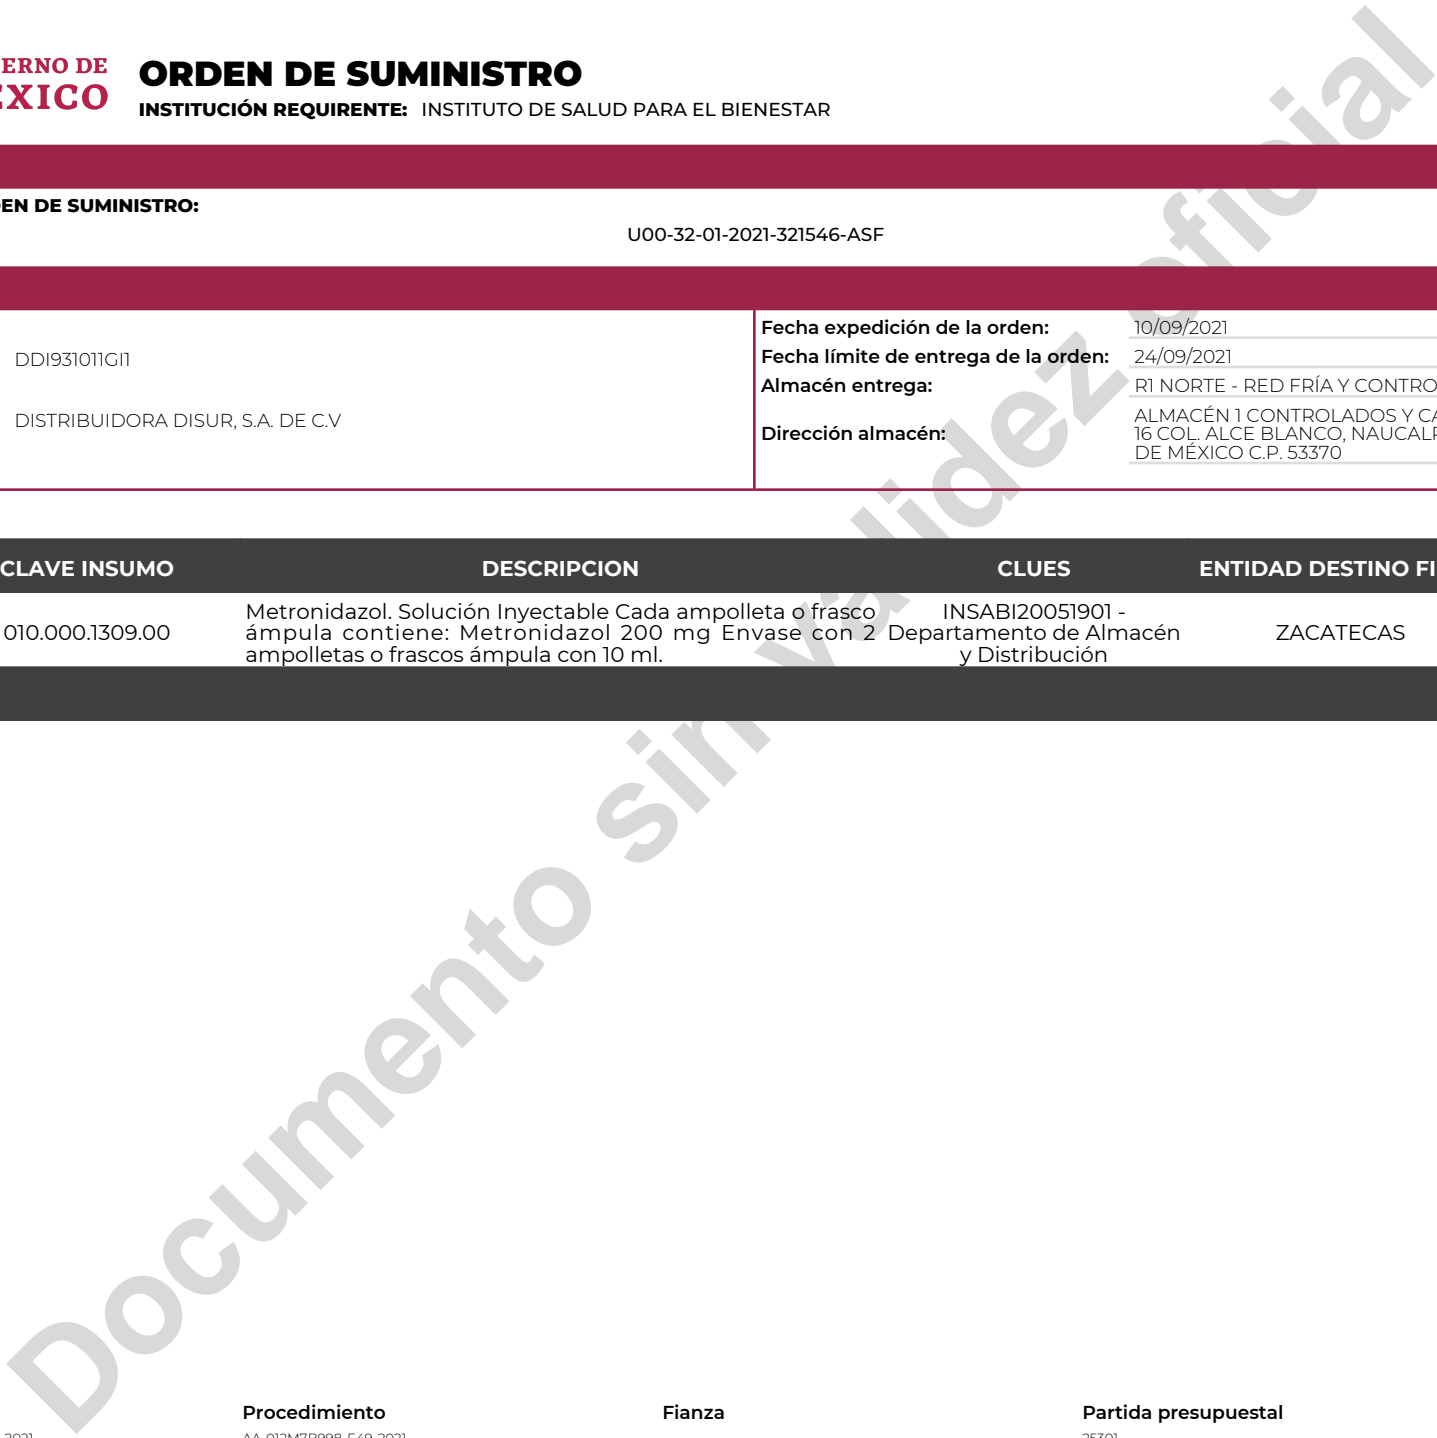 ERNO DE
ORDEN DE SUMINISTRO
INSTITUCIÓN REQUIRENTE: INSTITUTO DE SALUD PARA EL BIENESTAR
EN DE SUMINISTRO:
U00-32-01-2021-321546-ASF
DDI931011GI1
DISTRIBUIDORA DISUR, S.A. DE C.V
Fecha expedición de la orden: 10/09/2021
Fecha límite de entrega de la orden: 24/09/2021
Almacén entrega: R1 NORTE - RED FRÍA Y CONTRO
Dirección almacén:
ALMACÉN 1 CONTROLADOS Y CA
16 COL. ALCE BLANCO, NAUCALP
DE MÉXICO C.P. 53370
CLAVE INSUMO DESCRIPCION CLUES ENTIDAD DESTINO FI
010.000.1309.00
Metronidazol. Solución Inyectable Cada ampolleta o frasco
ámpula contiene: Metronidazol 200 mg Envase con 2
ampolletas o frascos ámpula con 10 ml.
INSABI20051901 -
Departamento de Almacén
y Distribución
ZACATECAS
Documento sin validez oficial
Procedimiento Fianza Partida presupuestal